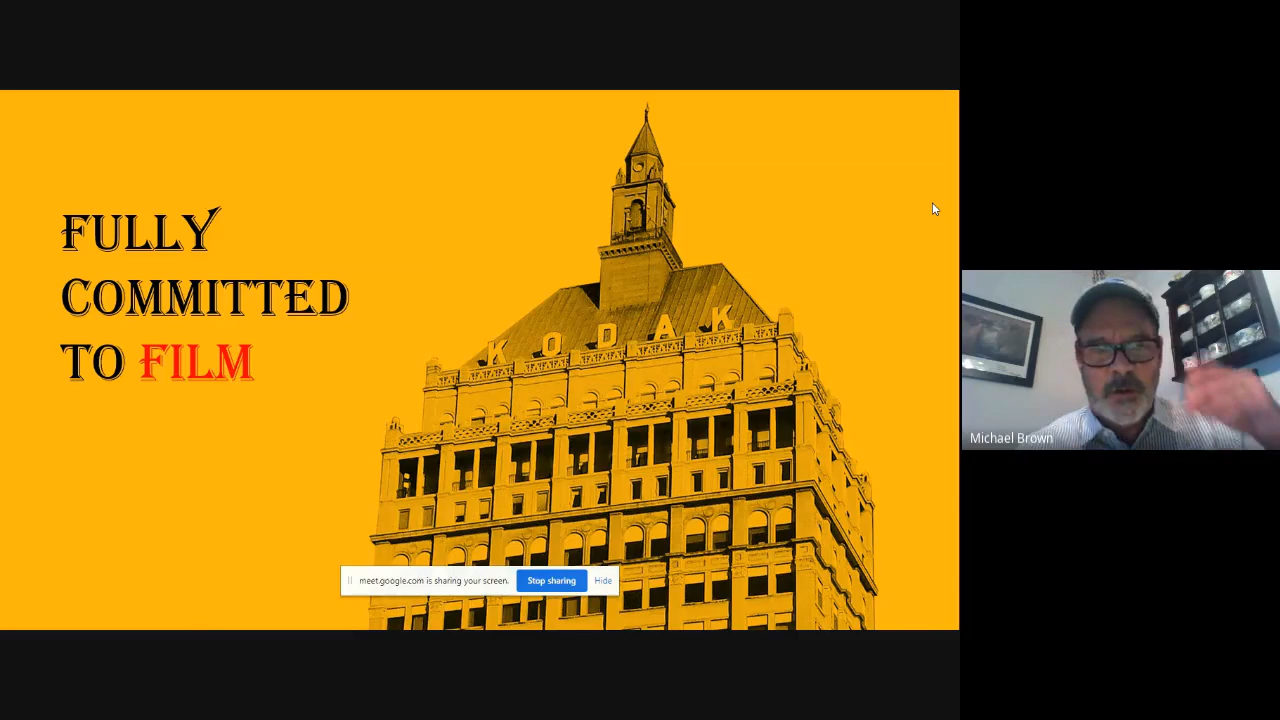 FULLY
COMMITTED
TO FILM
KODAK
meet.google.com is sharing your screen.
Stop sharing
Hide
Michael Brown